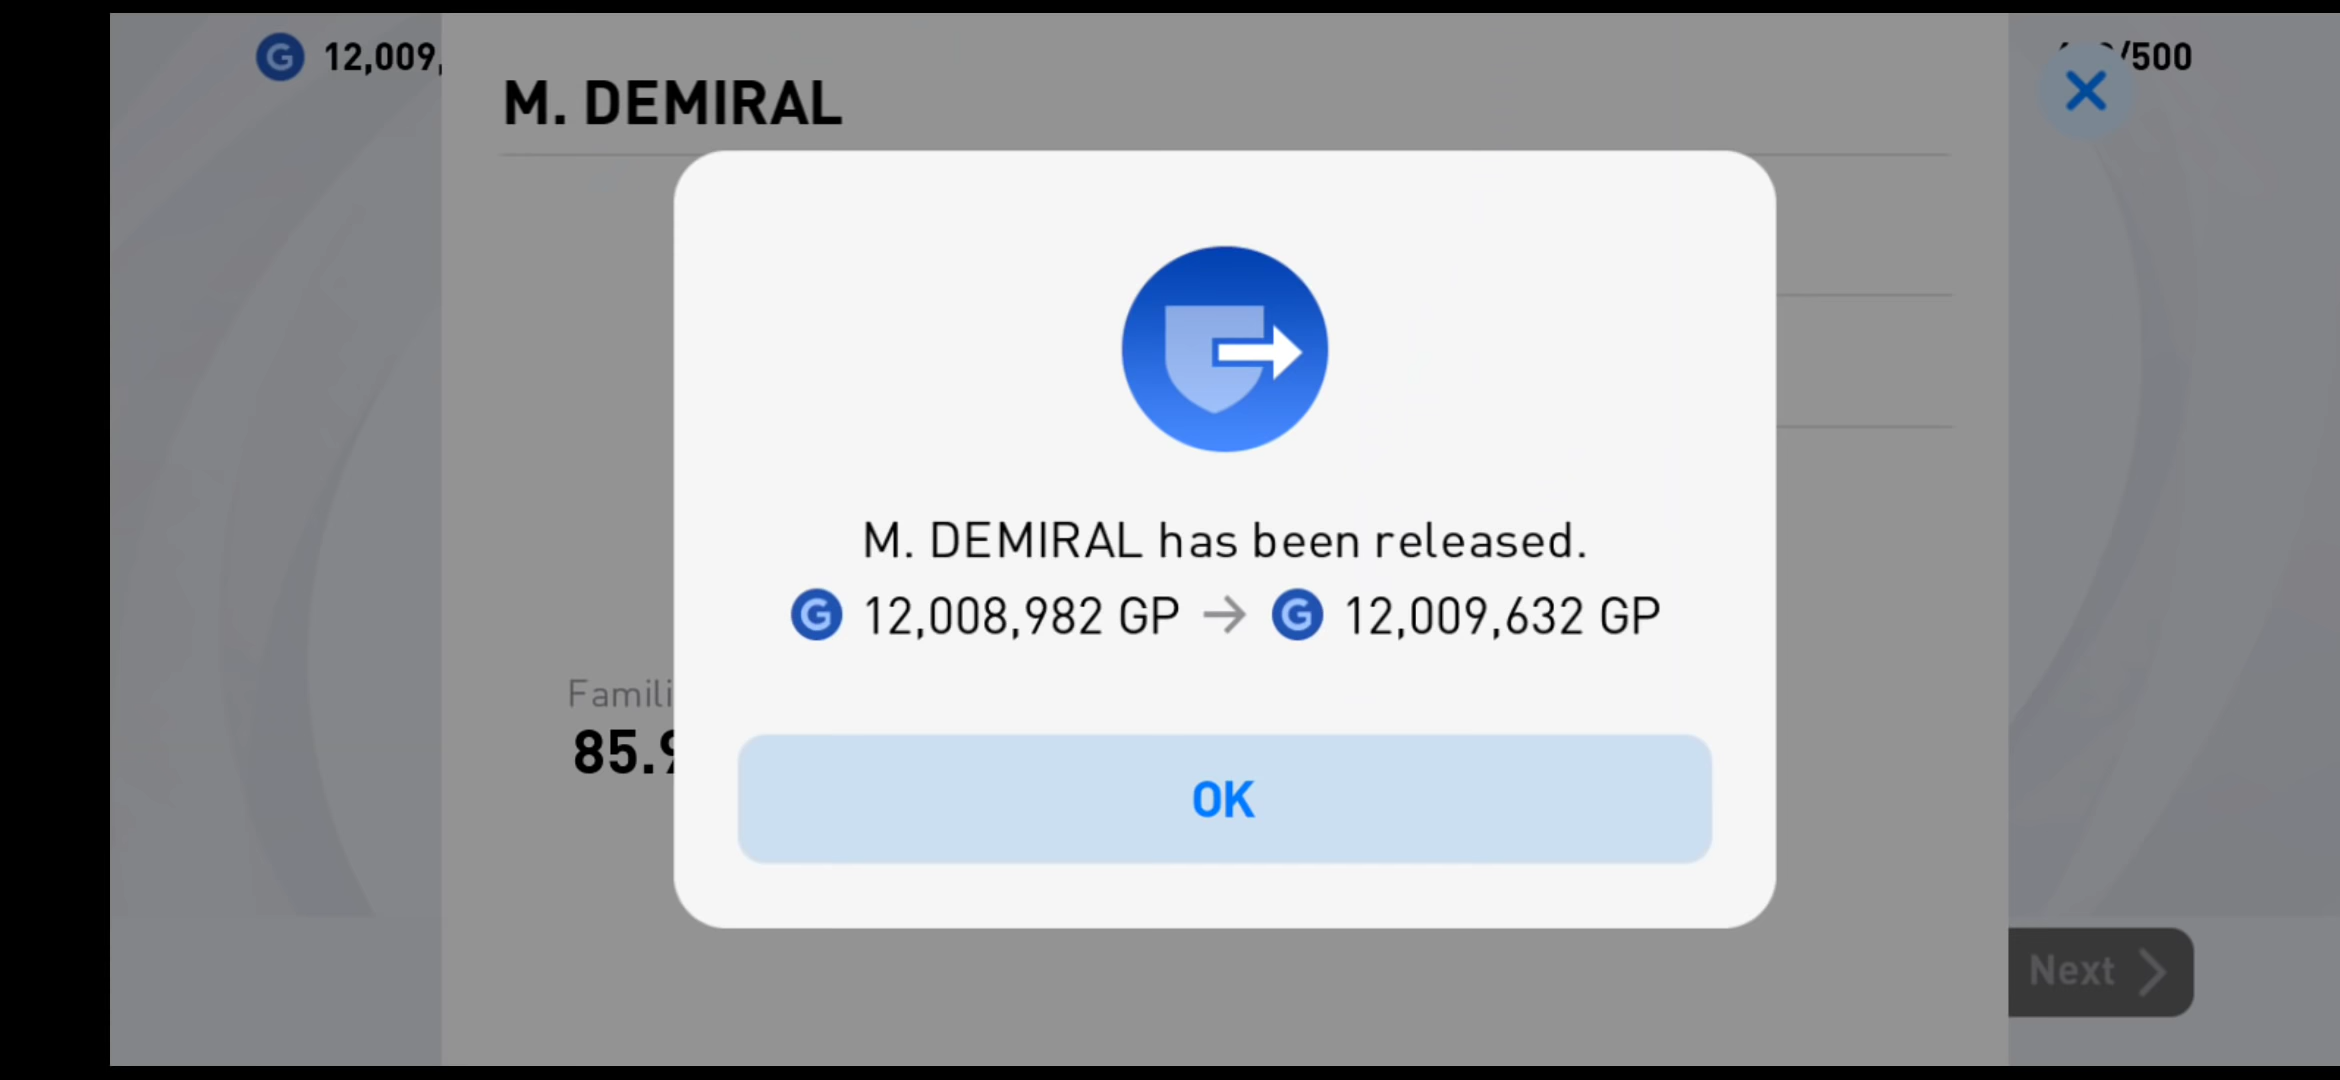 12,009,
/500
M. DEMIRAL
M. DEMIRAL has been released.
G 12,008,982 GP → G 12,009,632 GP
Famili
85.9
OK
Next